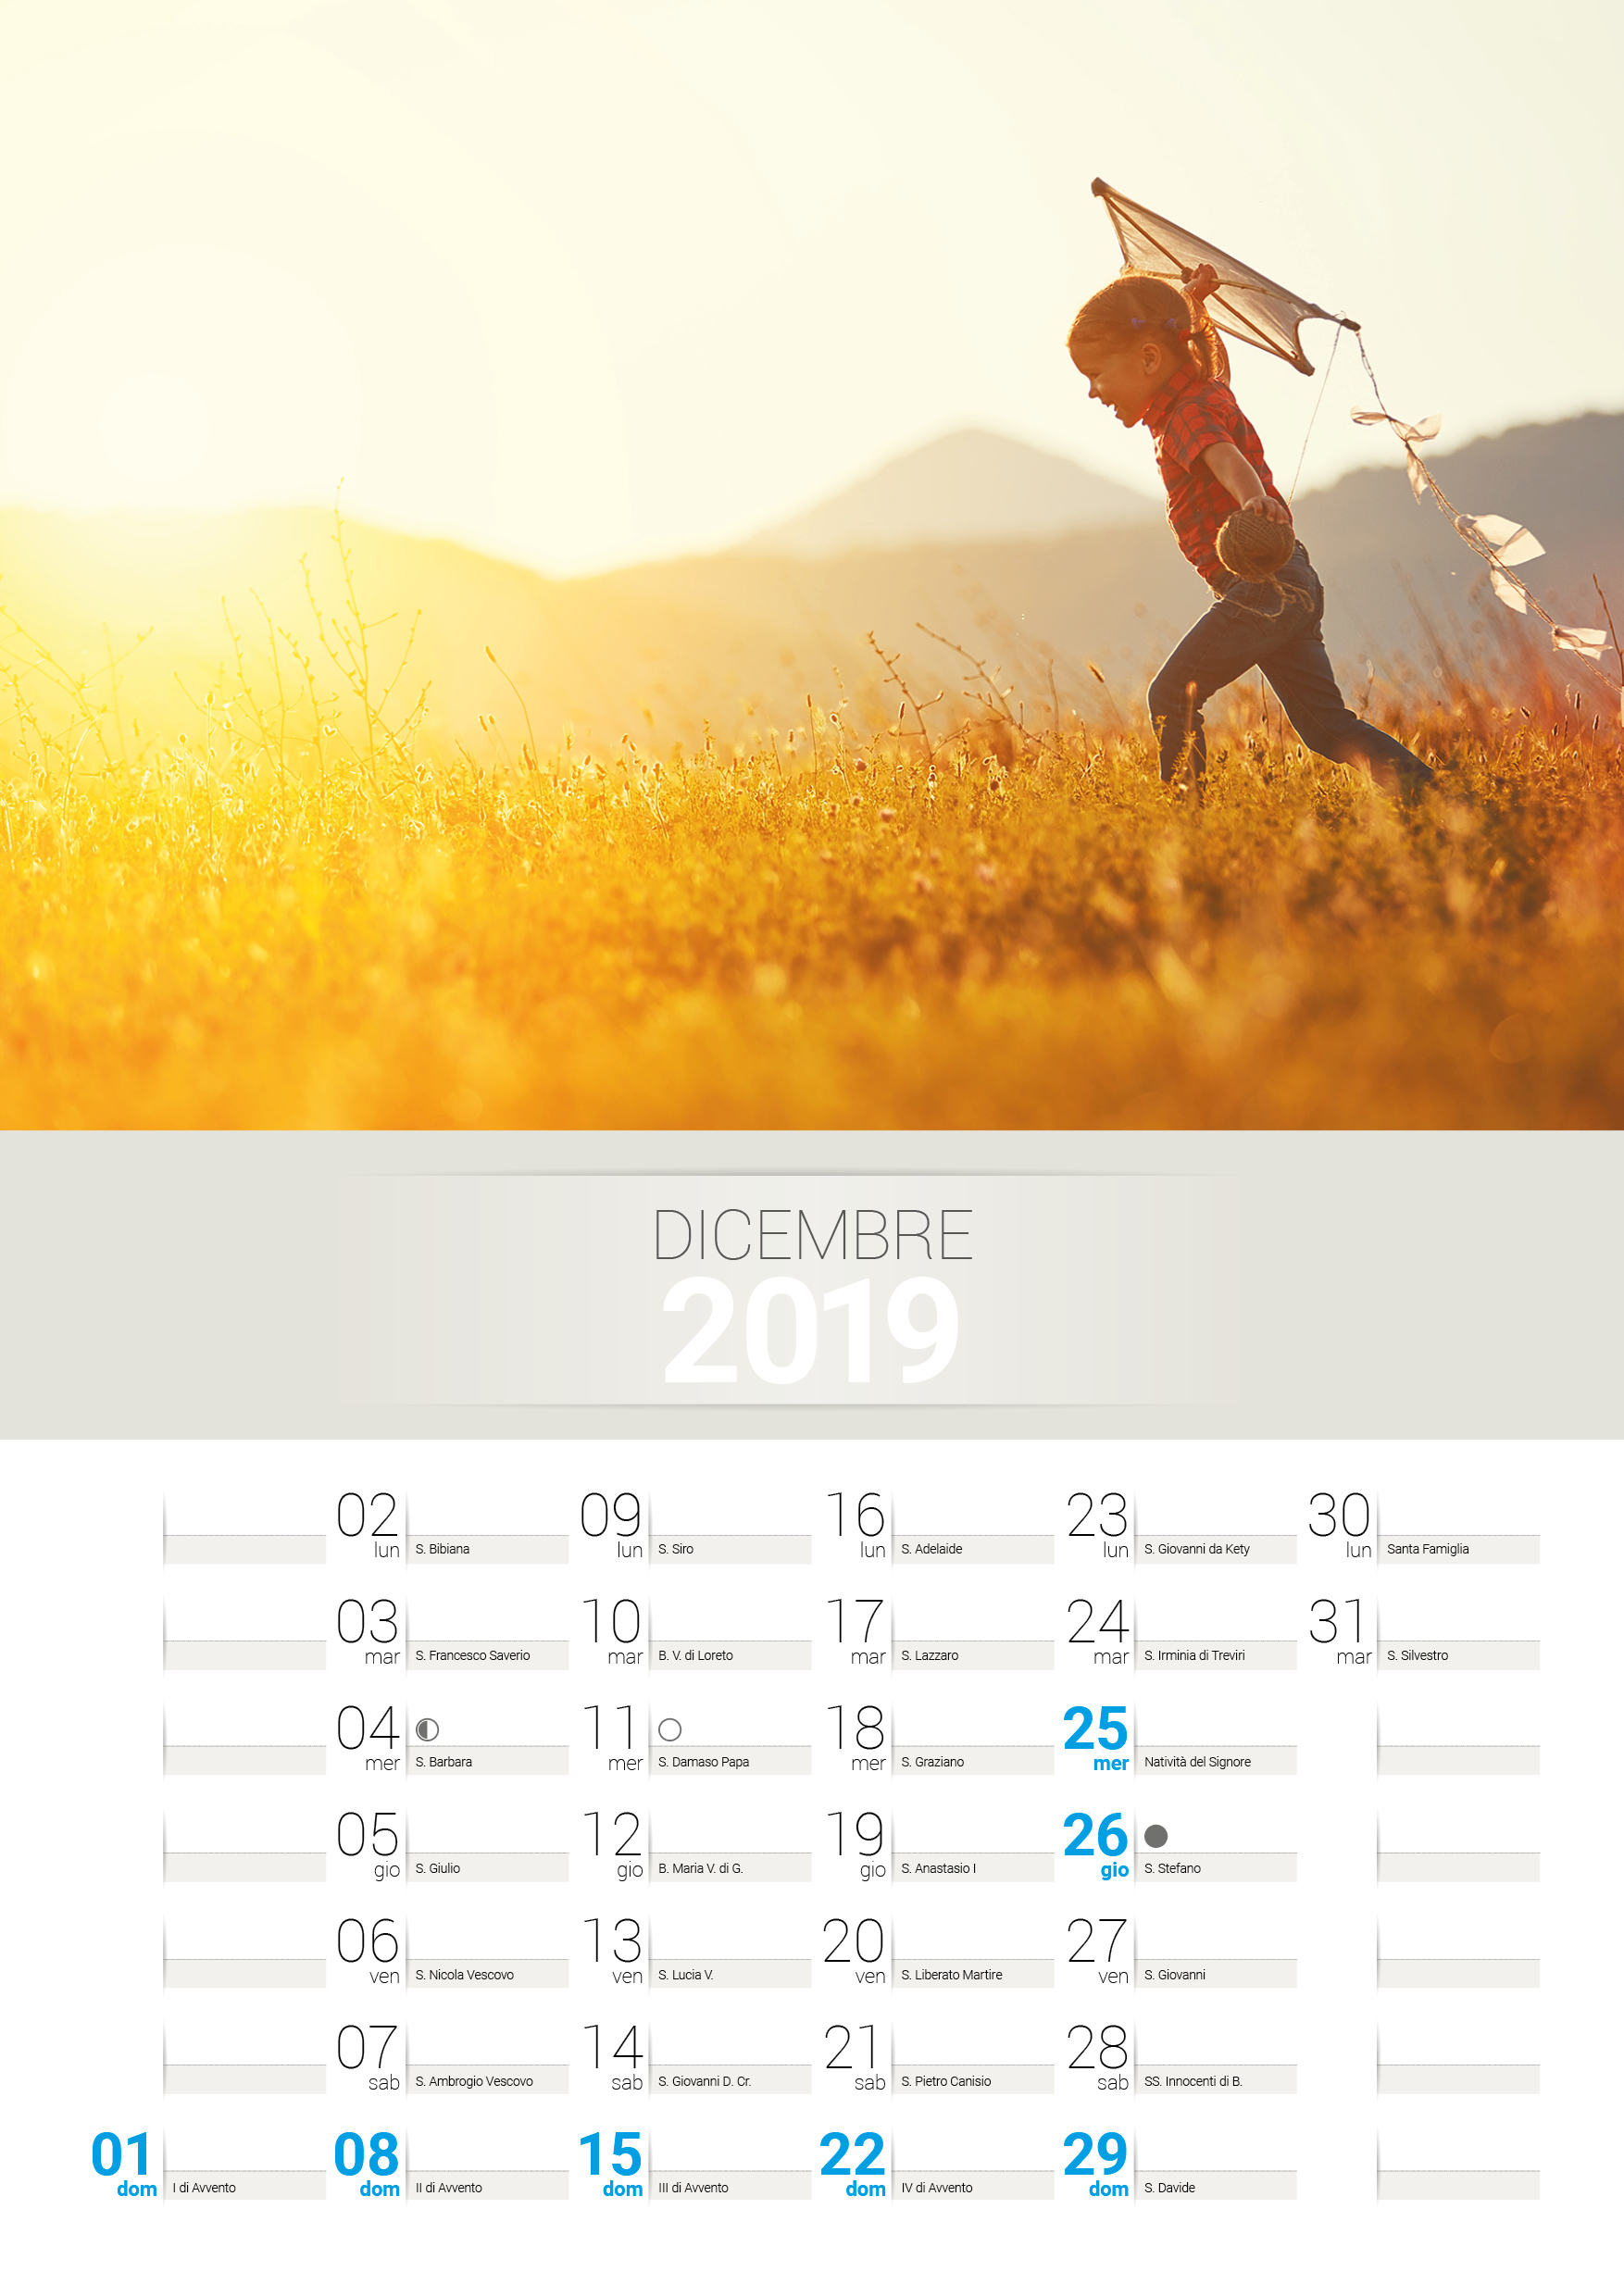 DICEMBRE
2019
02 lun S. Bibiana
09 lun S. Siro
16 lun S. Adelaide
23 lun S. Giovanni da Kety
30 lun Santa Famiglia
03 mar S. Francesco Saverio
10 mar B. V. di Loreto
17 mar S. Lazzaro
24 mar S. Irminia di Treviri
31 mar S. Silvestro
04 mer S. Barbara
11 mer S. Damaso Papa
18 mer S. Graziano
25 mer Natività del Signore
05 gio S. Giulio
12 gio B. Maria V. di G.
19 gio S. Anastasio I
26 gio S. Stefano
06 ven S. Nicola Vescovo
13 ven S. Lucia V.
20 ven S. Liberato Martire
27 ven S. Giovanni
07 sab S. Ambrogio Vescovo
14 sab S. Giovanni D. Cr.
21 sab S. Pietro Canisio
28 sab SS. Innocenti di B.
01 dom I di Avvento
08 dom II di Avvento
15 dom III di Avvento
22 dom IV di Avvento
29 dom S. Davide